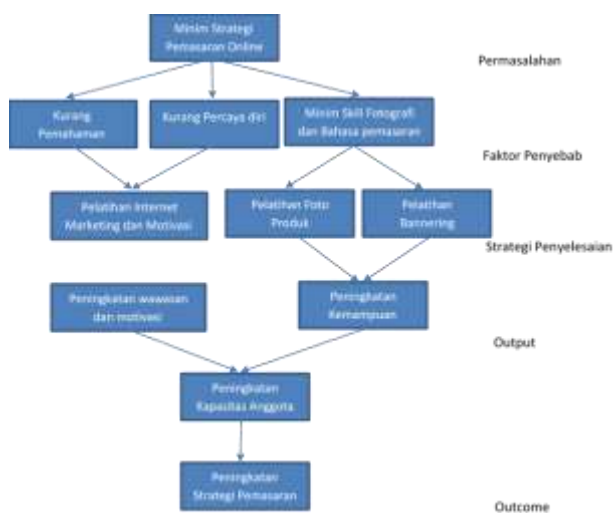 Minim Strategi
Pemasaran Online
Permasalahan
Kurang
Pemahaman
Kurang Percaya diri
Minim Skill Fotografi
dan Bahasa pemasaran
Faktor Penyebab
Pelatihan Internet
Marketing dan Motivasi
Pelatihan Foto
Produk
Pelatihan
Bannering
Strategi Penyelesaian
Peningkatan wawasan
dan motivasi
Peningkatan
Kemampuan
Output
Peningkatan
Kapasitas Anggota
Peningkatan
Strategi Pemasaran
Outcome